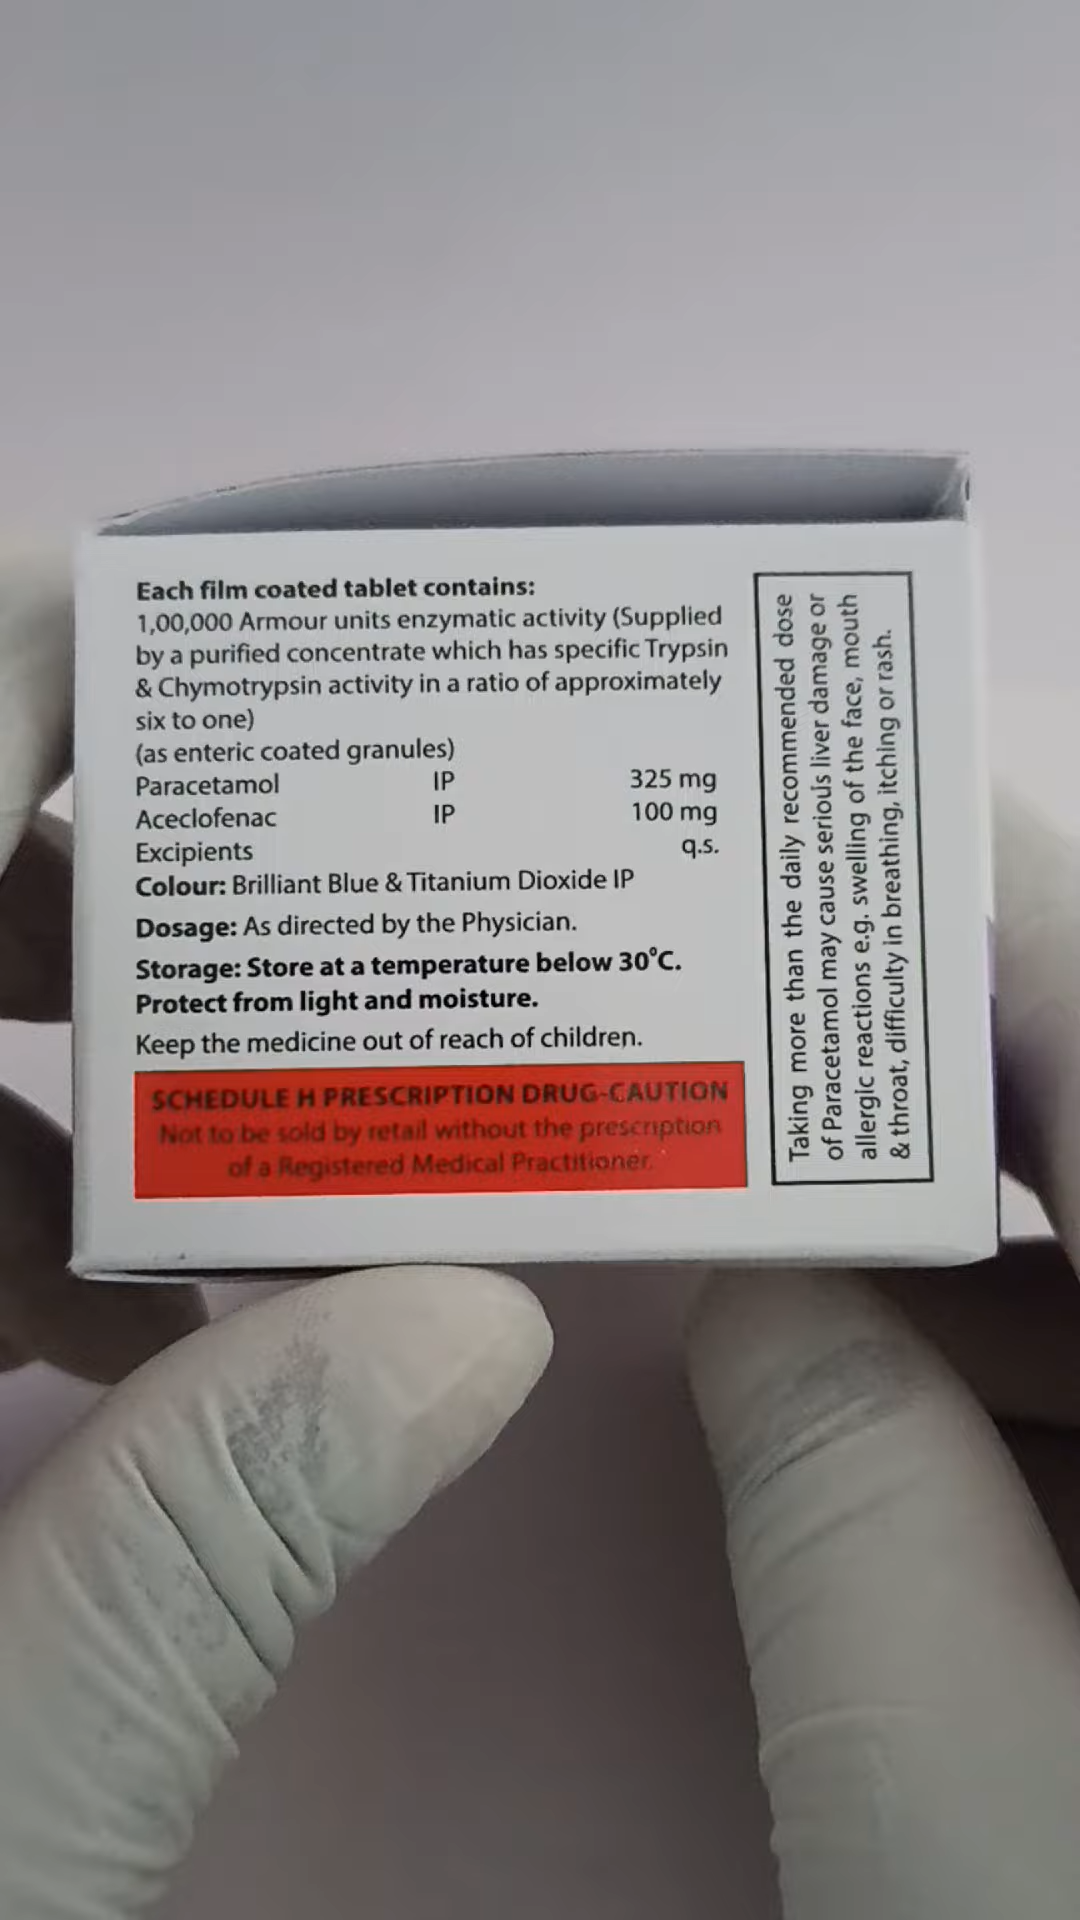 Each film coated tablet contains:
1,00,000 Armour units enzymatic activity (Supplied
by a purified concentrate which has specific Trypsin
& Chymotrypsin activity in a ratio of approximately
six to one)
(as enteric coated granules)
Paracetamol IP 325 mg
Aceclofenac IP 100 mg
Excipients q.s.
Colour: Brilliant Blue & Titanium Dioxide IP
Dosage: As directed by the Physician.
Storage: Store at a temperature below 30°C.
Protect from light and moisture.
Keep the medicine out of reach of children.
SCHEDULE H PRESCRIPTION DRUG-CAUTION
Not to be sold by retail without the prescription
of a Registered Medical Practitioner.
Taking more than the daily recommended dose
of Paracetamol may cause serious liver damage or
allergic reactions e.g. swelling of the face, mouth
& throat, difficulty in breathing, itching or rash.